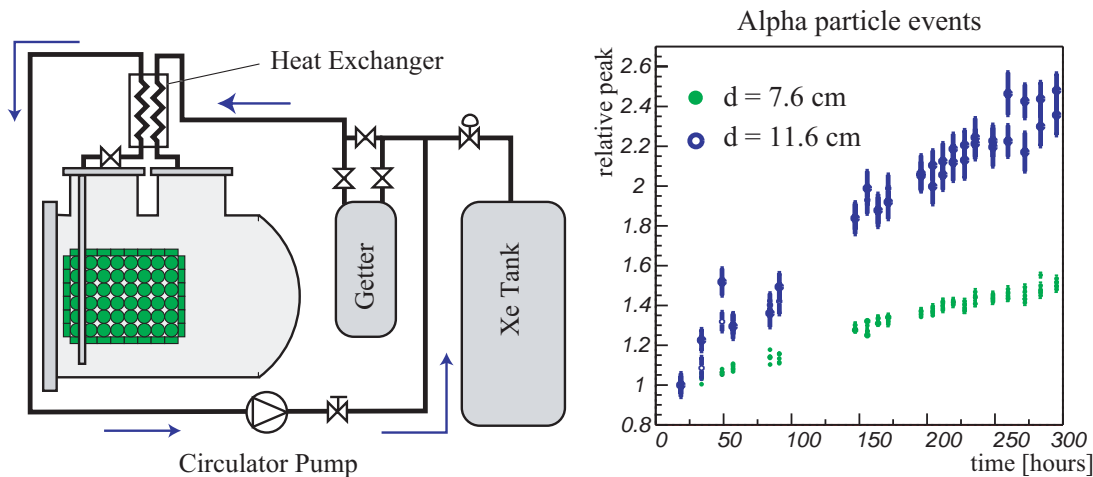 Heat Exchanger
Getter
Xe Tank
Circulator Pump
Alpha particle events
relative peak
2.6
2.4
2.2
2
1.8
1.6
1.4
1.2
1
0.8
d = 7.6 cm
d = 11.6 cm
0 50 100 150 200 250 300
time [hours]